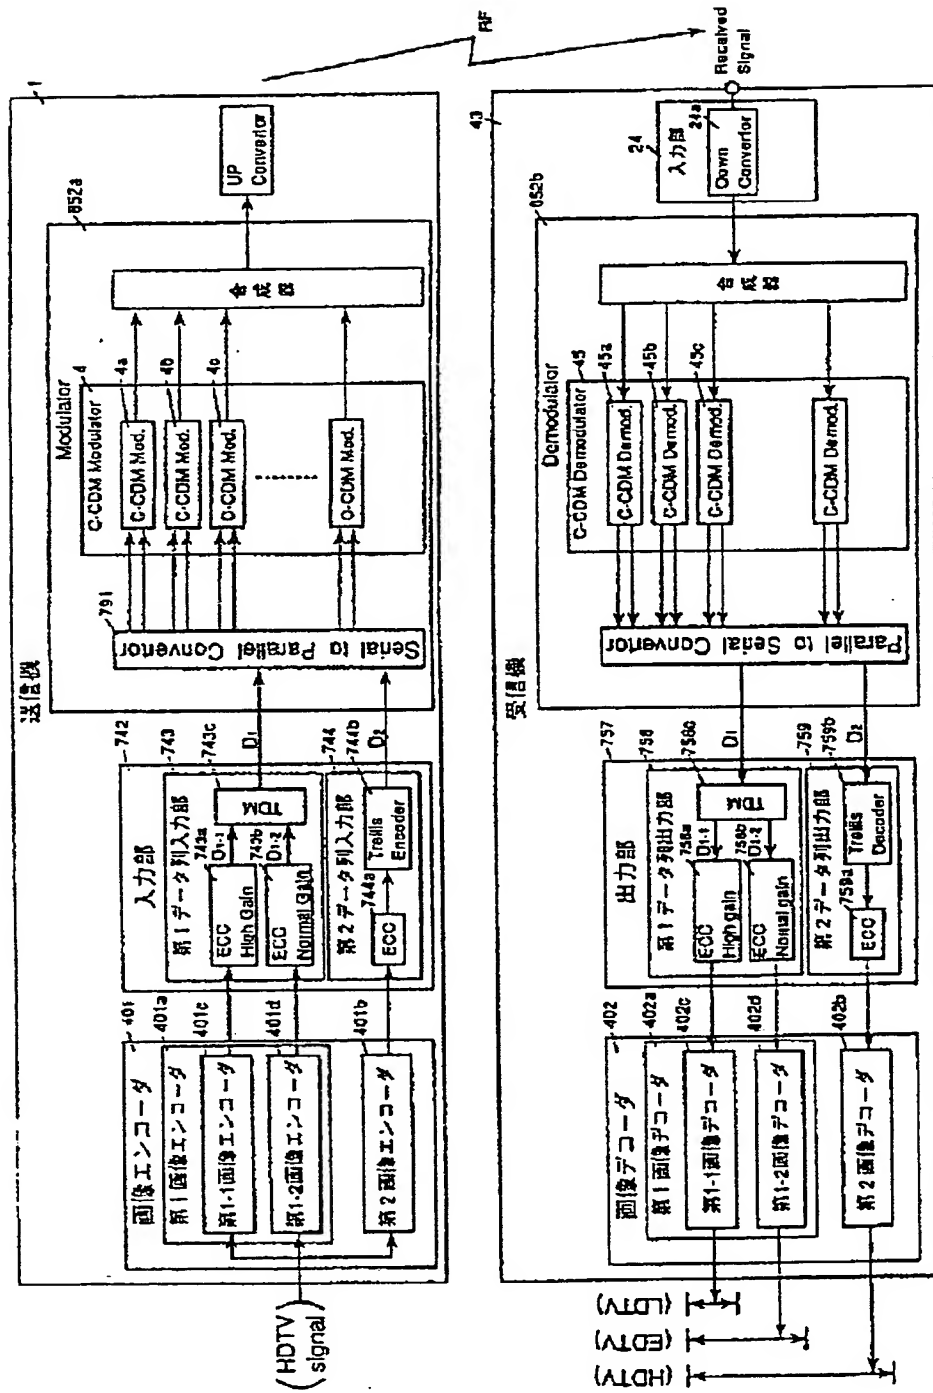 送信機
1
(HDTV signal)
画像エンコーダ
401
第1画像エンコーダ
401a
第1-1画像エンコーダ
401c
第1-2画像エンコーダ
401d
第2画像エンコーダ
401b
入力部
742
第1データ列入力部
743
ECC High Gain
743a
D1-1
ECC Normal Gain
743b
D1-2
TDM
743c
第2データ列入力部
744
ECC
744a
Trellis Encoder
744b
D1
D2
Modulator
852a
Serial to Parallel Convertor
791
C-CDM Modulator
4
C-CDM Mod.
4a
C-CDM Mod.
4b
C-CDM Mod.
4c
C-CDM Mod.
合成器
UP Convertor
RF
受信機
43
Received Signal
入力部
24
Down Convertor
24a
Demodulator
852b
合成器
C-CDM Demodulator
45
C-CDM Demod.
45a
C-CDM Demod.
45b
C-CDM Demod.
45c
C-CDM Demod.
Parallel to Serial Convertor
D1
D2
出力部
757
第1データ列出力部
758
TDM
758c
D1-1
D1-2
ECC High gain
758a
ECC Normal gain
758b
第2データ列出力部
759
Trellis Decoder
759b
ECC
759a
画像デコーダ
402
第1画像デコーダ
402a
第1-1画像デコーダ
402c
第1-2画像デコーダ
402d
第2画像デコーダ
402b
(LDTV)
(EDTV)
(HDTV)